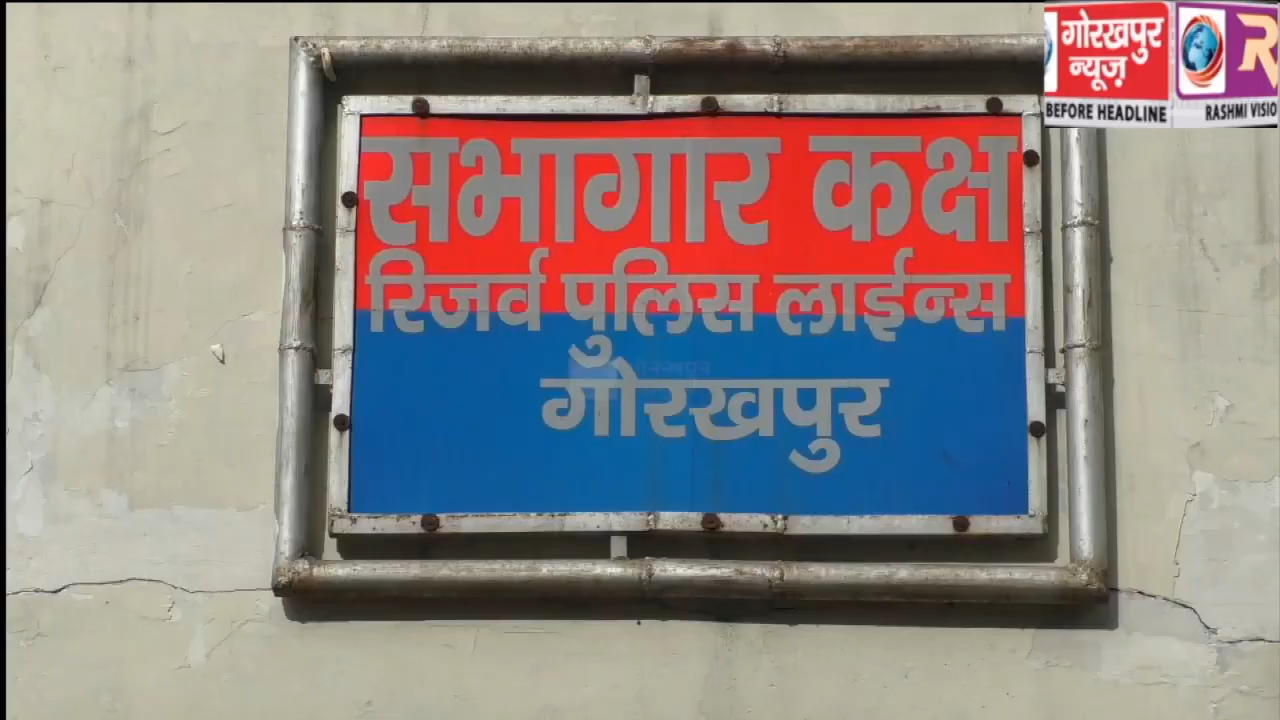 सभागार कक्ष
रिजर्व पुलिस लाईन्स
गोरखपुर
गोरखपुर
न्यूज़
BEFORE HEADLINE
R
RASHMI VISIO